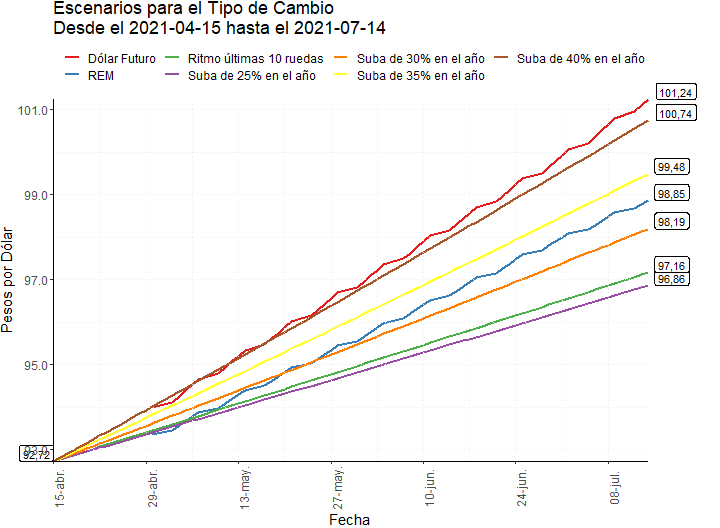 Escenarios para el Tipo de Cambio
Desde el 2021-04-15 hasta el 2021-07-14
Dólar Futuro
Ritmo últimas 10 ruedas
Suba de 30% en el año
Suba de 40% en el año
REM
Suba de 25% en el año
Suba de 35% en el año
101,24
101.0
100,74
99,48
99.0
98,85
98,19
97,16
97.0
96,86
95.0
93.0
92,72
Pesos por Dólar
15-abr.
29-abr.
13-may.
27-may.
10-jun.
24-jun.
08-jul.
Fecha